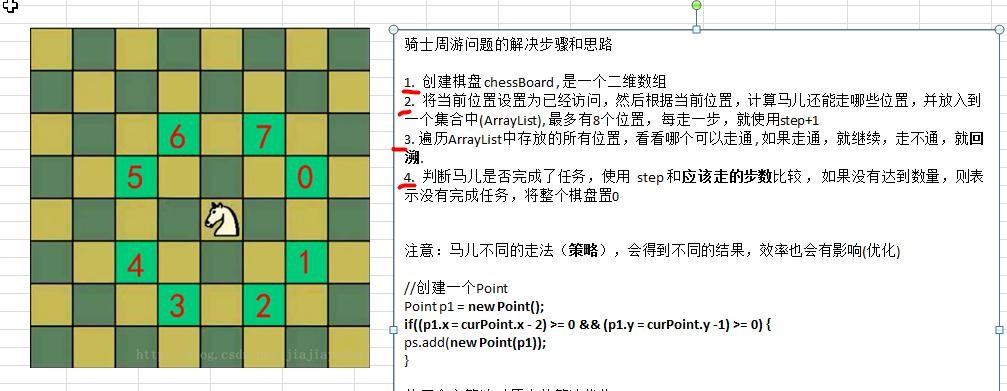 骑士周游问题的解决步骤和思路
1. 创建棋盘 chessBoard , 是一个二维数组
2. 将当前位置设置为已经访问，然后根据当前位置，计算马儿还能走哪些位置，并放入到
一个集合中(ArrayList), 最多有8个位置，每走一步，就使用step+1
3. 遍历ArrayList中存放的所有位置，看看哪个可以走通 , 如果走通，就继续，走不通，就回
溯.
4. 判断马儿是否完成了任务，使用 step 和应该走的步数比较 ， 如果没有达到数量，则表
示没有完成任务，将整个棋盘置0
注意：马儿不同的走法（策略），会得到不同的结果，效率也会有影响(优化)
//创建一个Point
Point p1 = new Point();
if((p1.x = curPoint.x - 2) >= 0 && (p1.y = curPoint.y -1) >= 0) {
ps.add(new Point(p1));
}
6 7
5 0
4 1
3 2